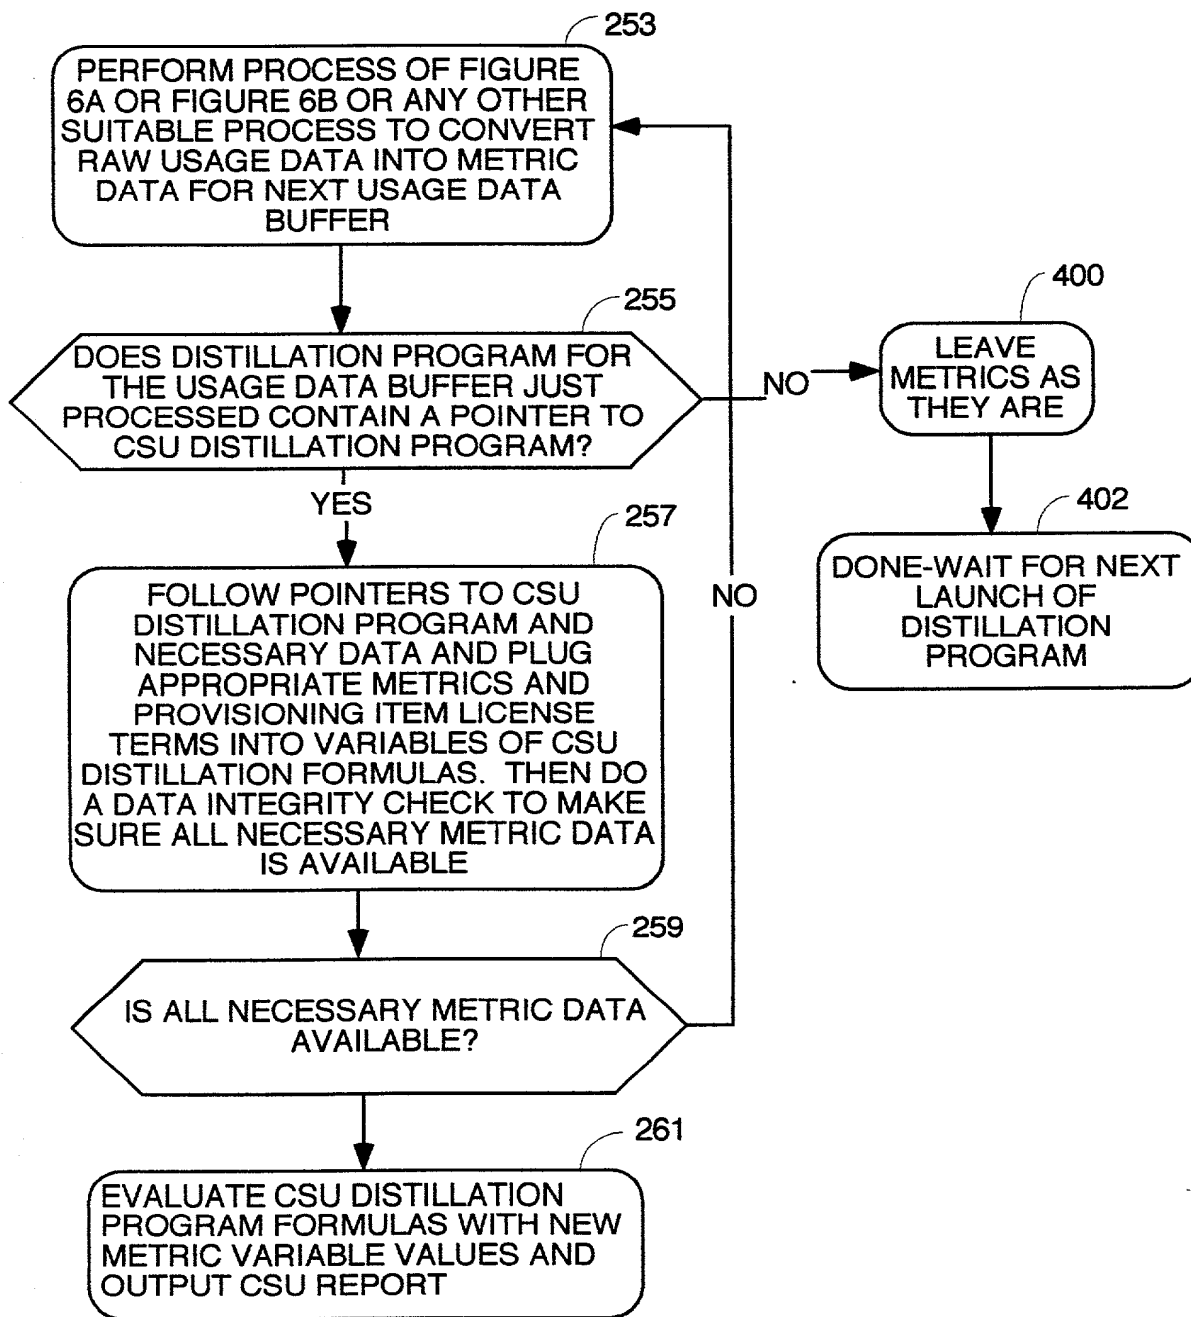 253
PERFORM PROCESS OF FIGURE
6A OR FIGURE 6B OR ANY OTHER
SUITABLE PROCESS TO CONVERT
RAW USAGE DATA INTO METRIC
DATA FOR NEXT USAGE DATA
BUFFER
255
DOES DISTILLATION PROGRAM FOR
THE USAGE DATA BUFFER JUST
PROCESSED CONTAIN A POINTER TO
CSU DISTILLATION PROGRAM?
NO
400
LEAVE
METRICS AS
THEY ARE
402
DONE-WAIT FOR NEXT
LAUNCH OF
DISTILLATION
PROGRAM
YES
257
FOLLOW POINTERS TO CSU
DISTILLATION PROGRAM AND
NECESSARY DATA AND PLUG
APPROPRIATE METRICS AND
PROVISIONING ITEM LICENSE
TERMS INTO VARIABLES OF CSU
DISTILLATION FORMULAS. THEN DO
A DATA INTEGRITY CHECK TO MAKE
SURE ALL NECESSARY METRIC DATA
IS AVAILABLE
NO
259
IS ALL NECESSARY METRIC DATA
AVAILABLE?
261
EVALUATE CSU DISTILLATION
PROGRAM FORMULAS WITH NEW
METRIC VARIABLE VALUES AND
OUTPUT CSU REPORT